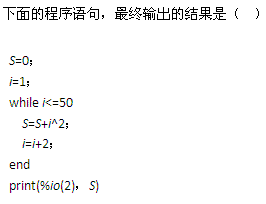 下面的程序语句，最终输出的结果是（　）
S=0;
i=1;
while i<=50
S=S+i^2;
i=i+2;
end
print(%io(2)，S)